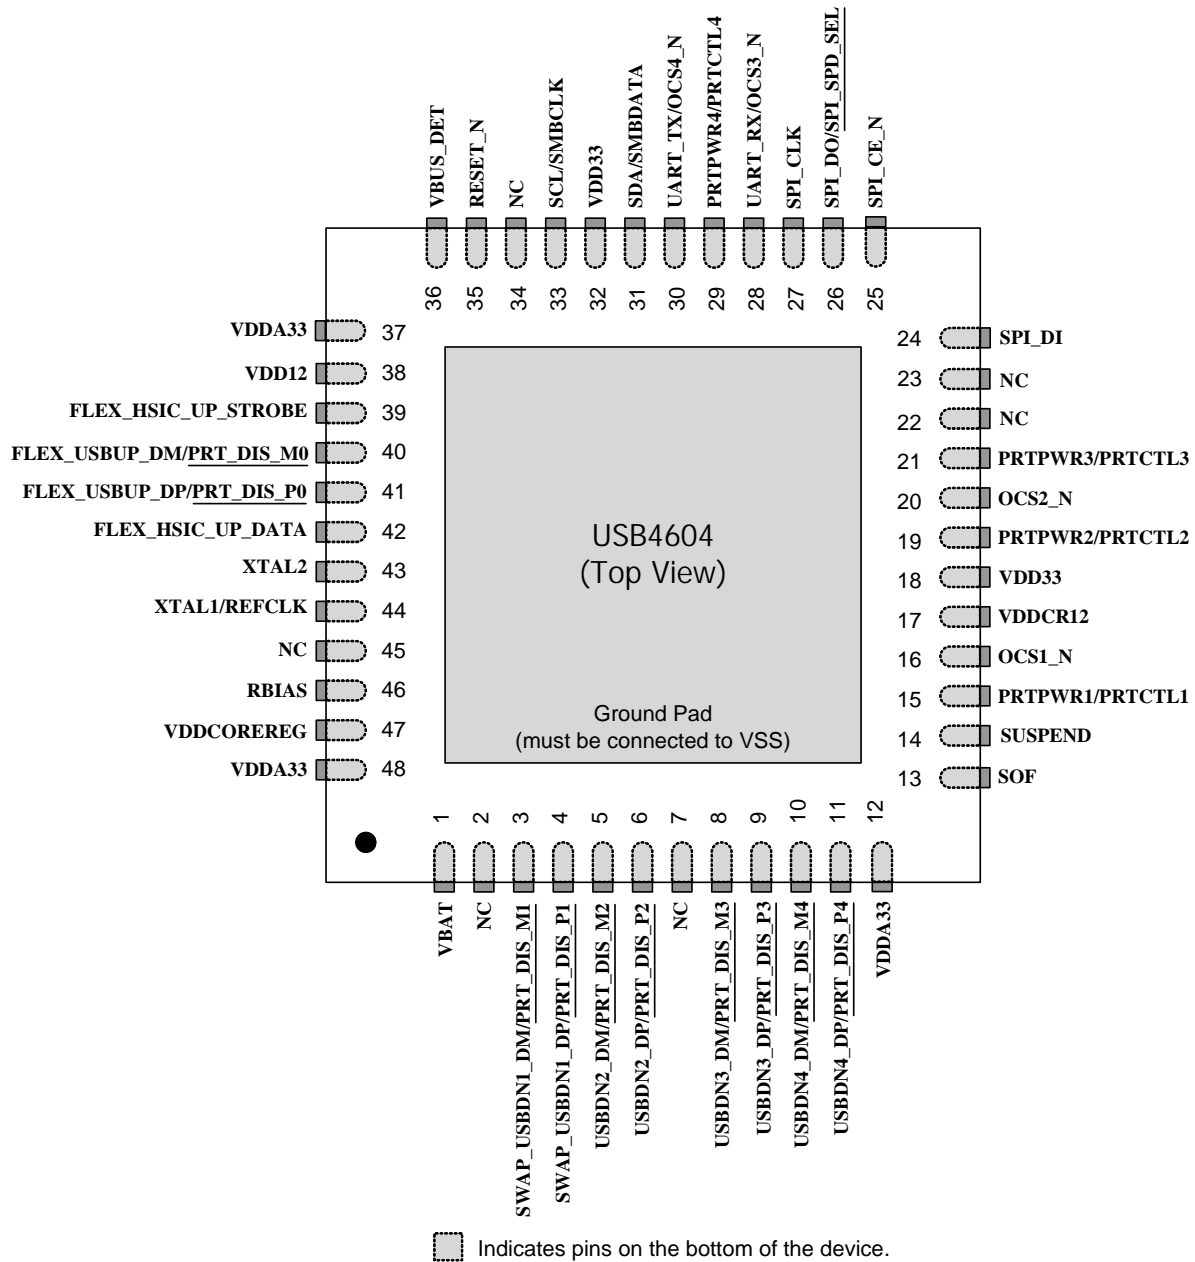 VBUS_DET
RESET_N
NC
SCL/SMBCLK
VDD33
SDA/SMBDATA
UART_TX/OCS4_N
PRTPWR4/PRTCTL4
UART_RX/OCS3_N
SPI_CLK
SPI_DO/SPI_SPD_SEL
SPI_CE_N
36
35
34
33
32
31
30
29
28
27
26
25
VDDA33 37
VDD12 38
FLEX_HSIC_UP_STROBE 39
FLEX_USBUP_DM/PRT_DIS_M0 40
FLEX_USBUP_DP/PRT_DIS_P0 41
FLEX_HSIC_UP_DATA 42
XTAL2 43
XTAL1/REFCLK 44
NC 45
RBIAS 46
VDDCOREREG 47
VDDA33 48
USB4604
(Top View)
Ground Pad
(must be connected to VSS)
24 SPI_DI
23 NC
22 NC
21 PRTPWR3/PRTCTL3
20 OCS2_N
19 PRTPWR2/PRTCTL2
18 VDD33
17 VDDCR12
16 OCS1_N
15 PRTPWR1/PRTCTL1
14 SUSPEND
13 SOF
1
2
3
4
5
6
7
8
9
10
11
12
VBAT
NC
SWAP_USBDN1_DM/PRT_DIS_M1
SWAP_USBDN1_DP/PRT_DIS_P1
USBDN2_DM/PRT_DIS_M2
USBDN2_DP/PRT_DIS_P2
NC
USBDN3_DM/PRT_DIS_M3
USBDN3_DP/PRT_DIS_P3
USBDN4_DM/PRT_DIS_M4
USBDN4_DP/PRT_DIS_P4
VDDA33
Indicates pins on the bottom of the device.